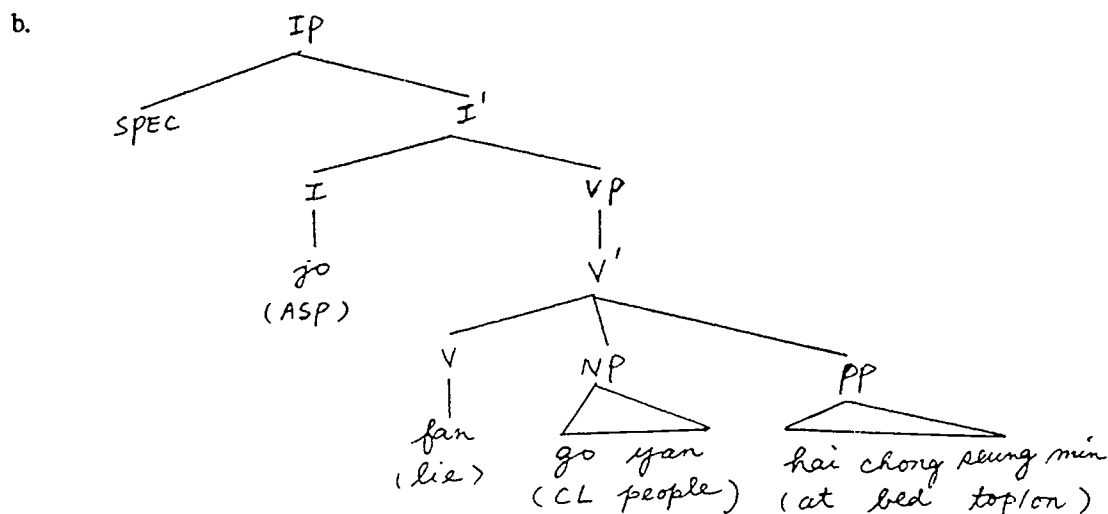 b.
IP
SPEC I'
I VP
jo
(ASP)
V'
V NP PP
fan go yan hai chong seung min
(lie) (CL people) (at bed top/on)